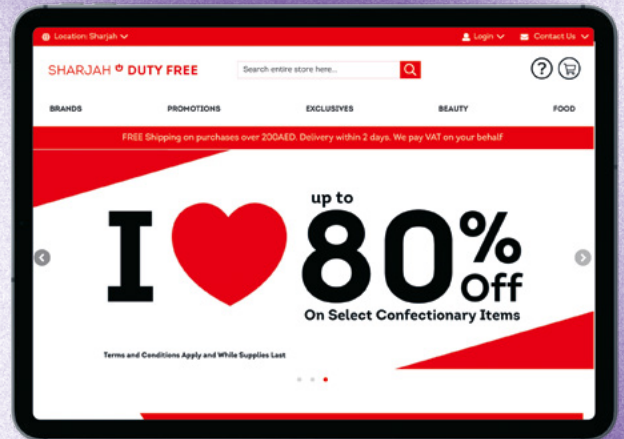 Location: Sharjah
Login
Contact Us
SHARJAH DUTY FREE
Search entire store here...
?
BRANDS
PROMOTIONS
EXCLUSIVES
BEAUTY
FOOD
FREE Shipping on purchases over 200AED. Delivery within 2 days. We pay VAT on your behalf
up to
I 80% Off
On Select Confectionary Items
Terms and Conditions Apply and While Supplies Last